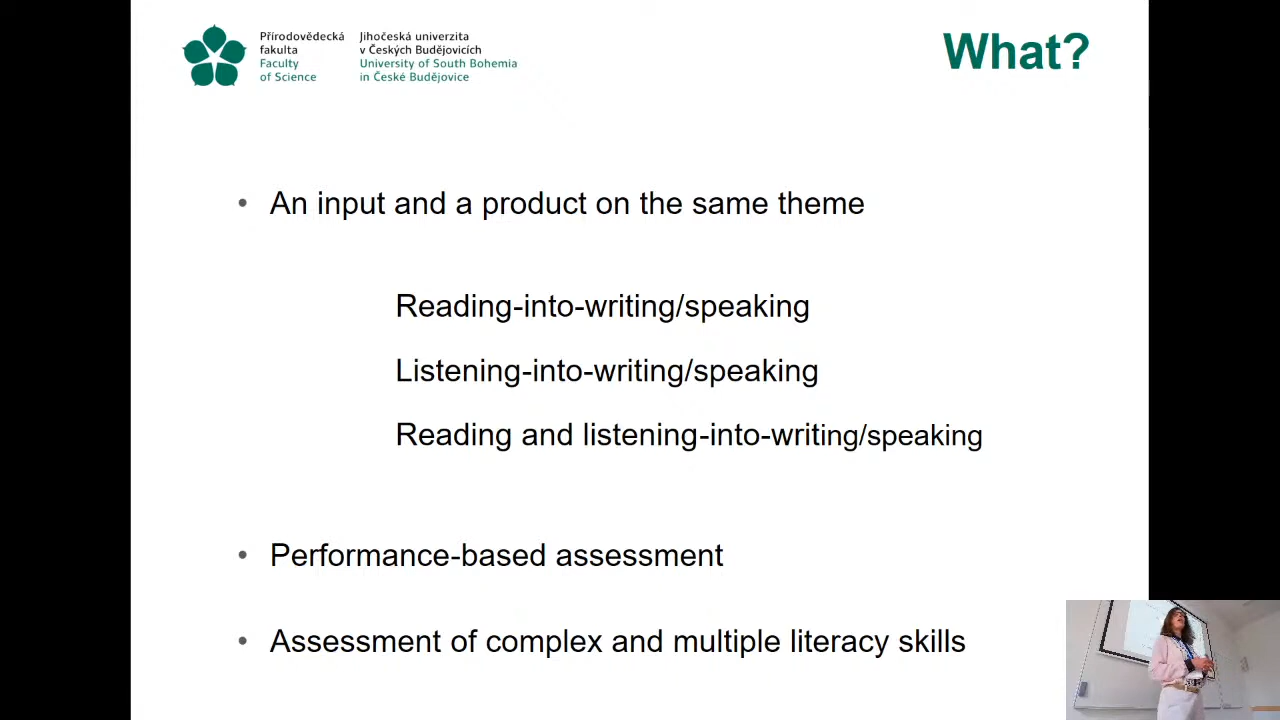 Přírodovědecká
fakulta
Faculty
of Science
Jihočeská univerzita
v Českých Budějovicích
University of South Bohemia
in České Budějovice
What?
• An input and a product on the same theme
Reading-into-writing/speaking
Listening-into-writing/speaking
Reading and listening-into-writing/speaking
• Performance-based assessment
• Assessment of complex and multiple literacy skills